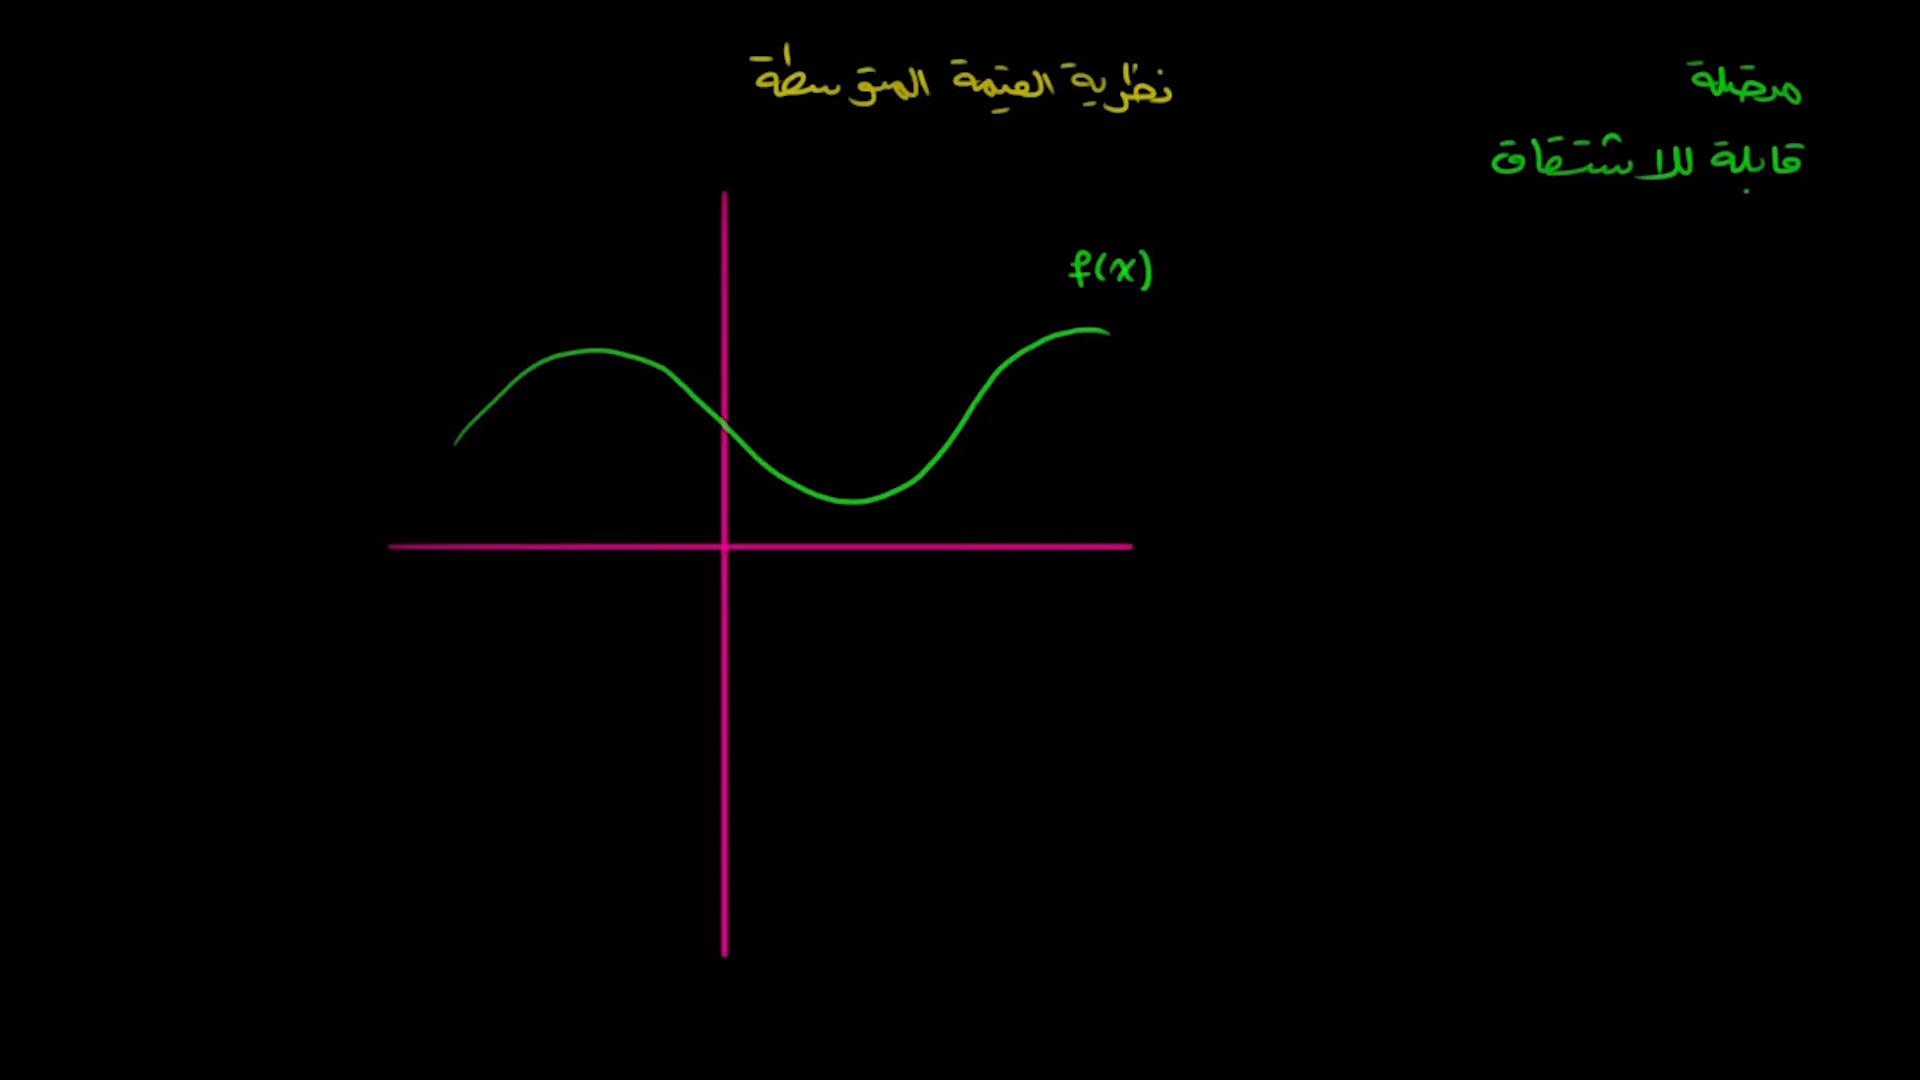 نظرية القيمة المتوسطة
متصلة
قابلة للاشتقاق
f(x)